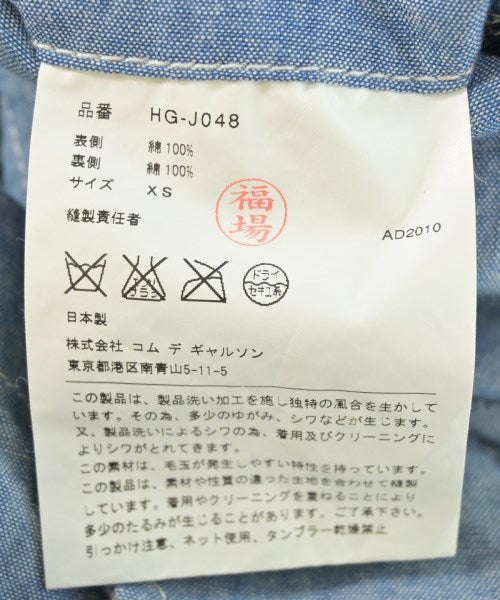 品番 HG-J048
表側 綿100%
裏側 綿100%
サイズ XS
福場
縫製責任者
AD2010
ドライ
セキユ系
日本製
株式会社 コム デ ギャルソン
東京都港区南青山5-11-5
この製品は、製品洗い加工を施し独特の風合を生かして
います。その為、多少のゆがみ、シワなどが生じます。
又、製品洗いによるシワの為、着用及びクリーニングに
よりシワがとれてきます。
この素材は、毛玉が発生しやすい特性を持っています。
この製品は、素材や性質の違った生地を合わせて縫製
しています。着用やクリーニングを重ねることにより
多少のたるみが生じることがあります。ご了承下さい。
引っかけ注意、ネット使用、タンブラー乾燥禁止